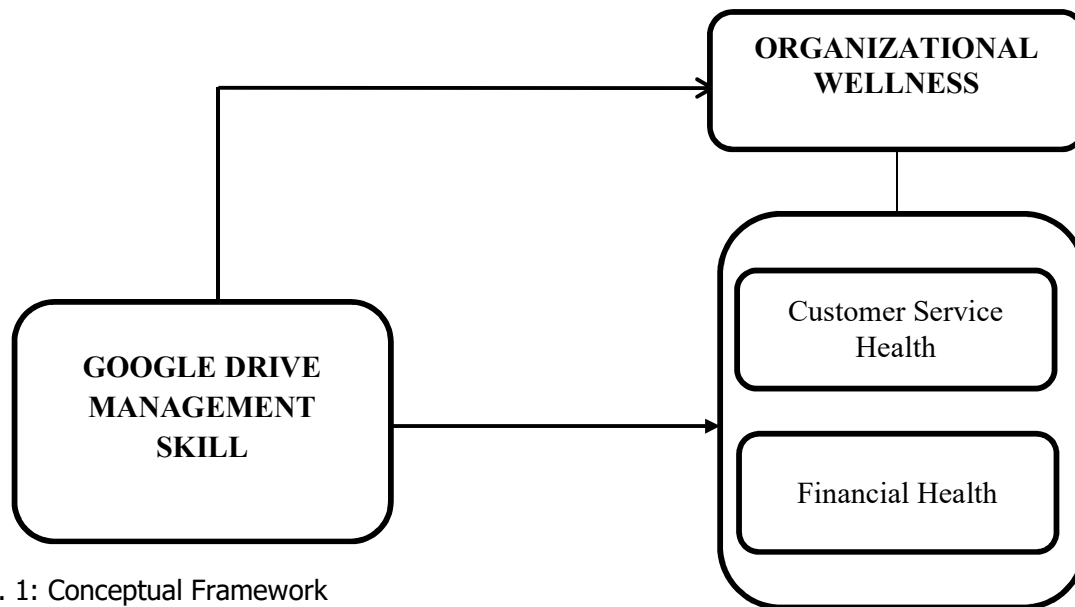 ORGANIZATIONAL
WELLNESS
Customer Service
Health
GOOGLE DRIVE
MANAGEMENT
SKILL
Financial Health
. 1: Conceptual Framework